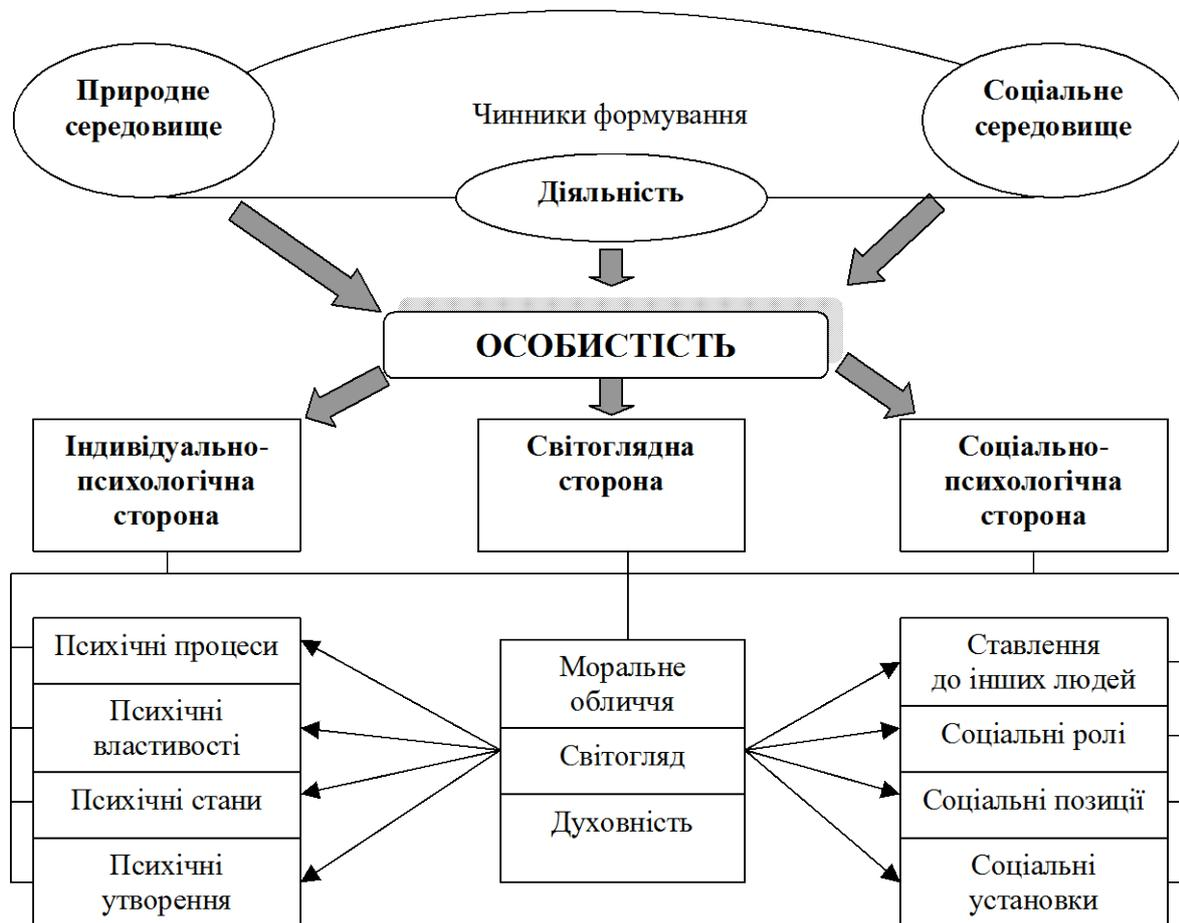 Природне
середовище
Соціальне
середовище
Чинники формування
Діяльність
ОСОБИСТІСТЬ
Індивідуально-
психологічна
сторона
Світоглядна
сторона
Соціально-
психологічна
сторона
Психічні процеси
Психічні
властивості
Психічні стани
Психічні
утворення
Моральне
обличчя
Світогляд
Духовність
Ставлення
до інших людей
Соціальні ролі
Соціальні позиції
Соціальні
установки